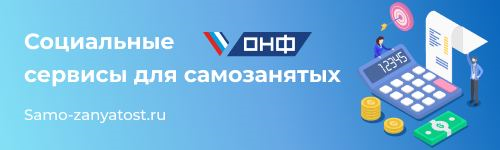 Социальные
ОНФ
сервисы для самозанятых
Samo-zanyatost.ru
12345